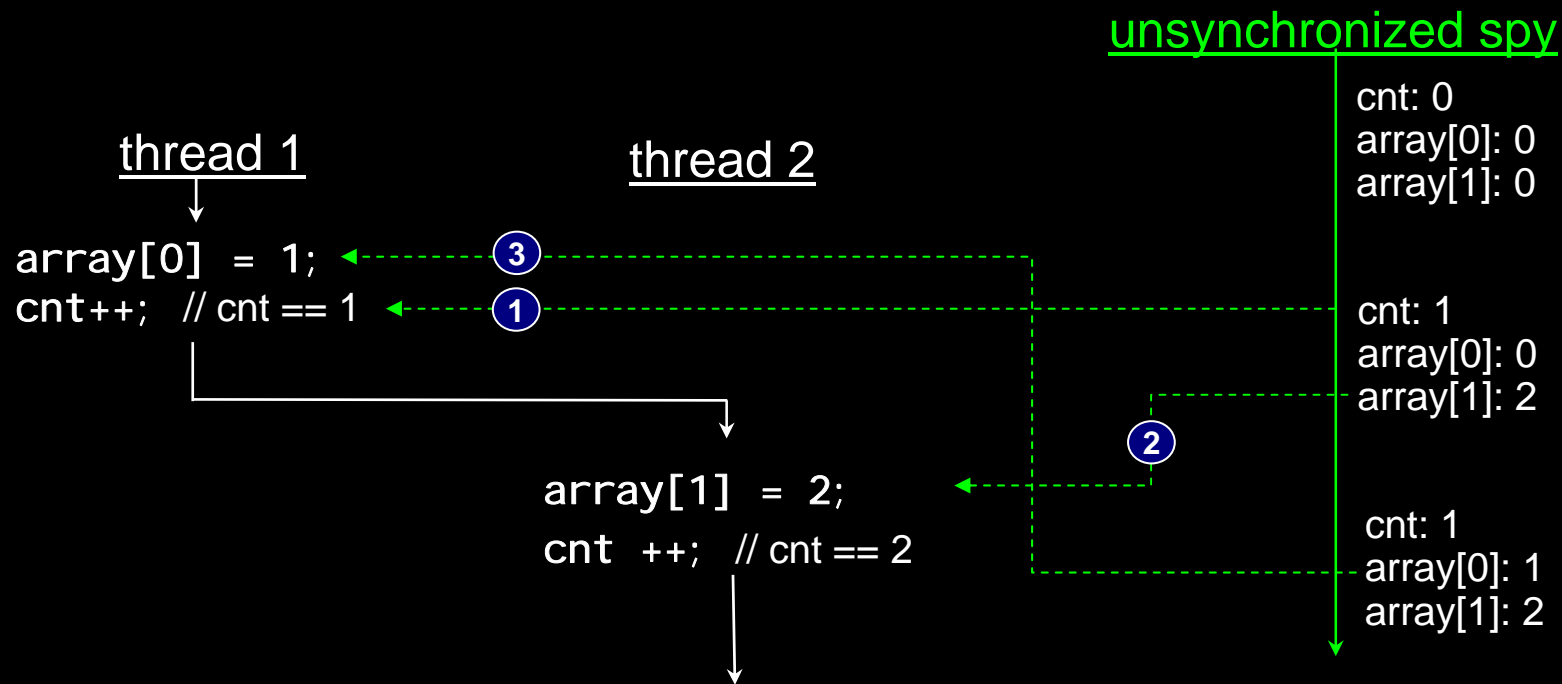 unsynchronized spy
cnt: 0
array[0]: 0
array[1]: 0
thread 1
thread 2
array[0] = 1;
3
cnt++; // cnt == 1
1
cnt: 1
array[0]: 0
array[1]: 2
2
array[1] = 2;
cnt ++; // cnt == 2
cnt: 1
array[0]: 1
array[1]: 2